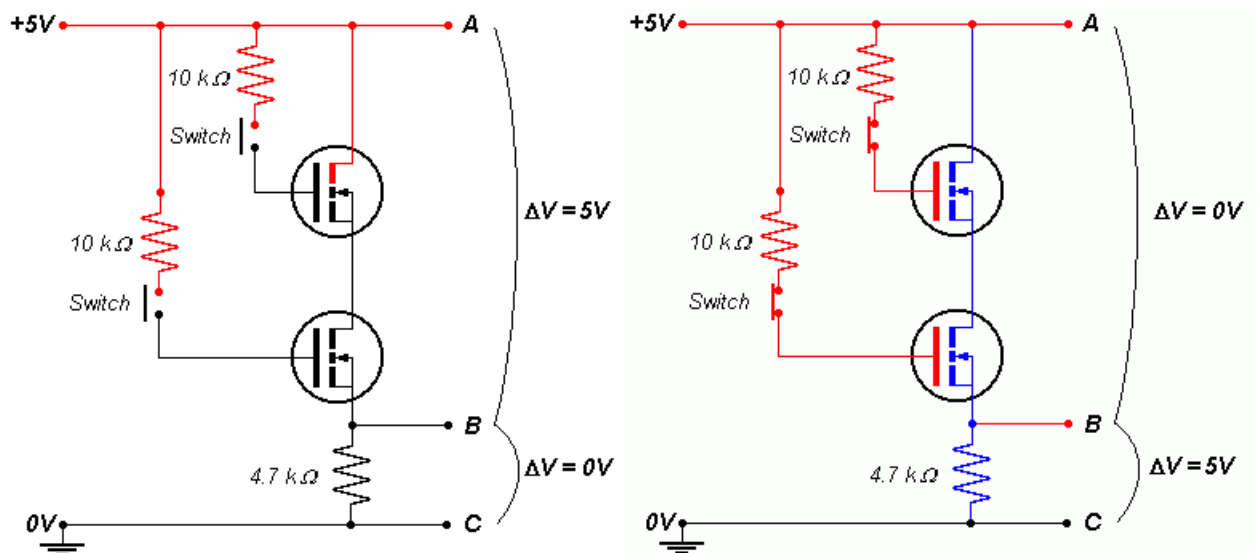 +5V
A
10 kΩ
Switch
ΔV = 5V
10 kΩ
Switch
B
4.7 kΩ
ΔV = 0V
0V
C
+5V
A
10 kΩ
Switch
ΔV = 0V
10 kΩ
Switch
B
4.7 kΩ
ΔV = 5V
0V
C